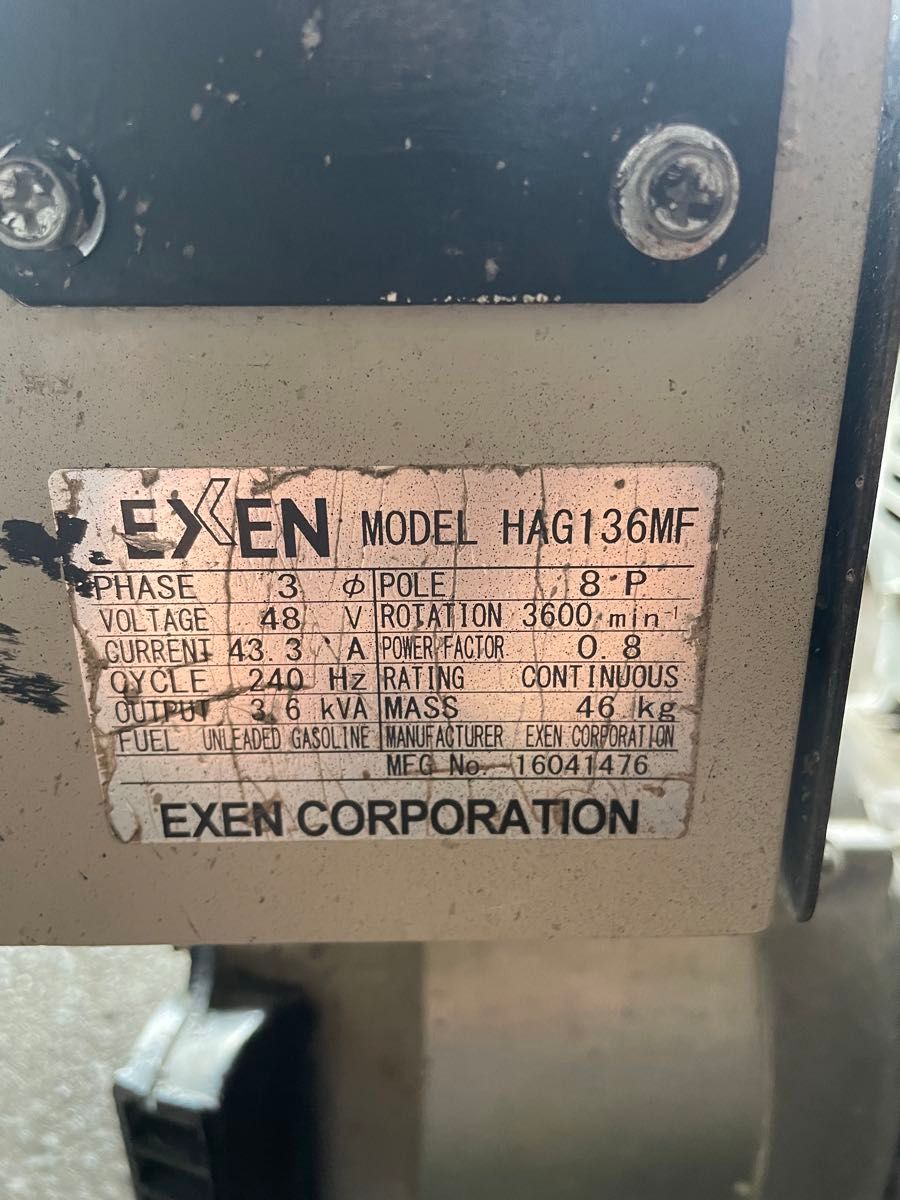 EXEN MODEL HAG136MF
PHASE 3 φ POLE 8 P
VOLTAGE 48 V ROTATION 3600 min⁻¹
CURRENT 43.3 A POWER FACTOR 0.8
CYCLE 240 Hz RATING CONTINUOUS
OUTPUT 3.6 kVA MASS 46 kg
FUEL UNLEADED GASOLINE MANUFACTURER EXEN CORPORATION
MFG No. 16041476
EXEN CORPORATION